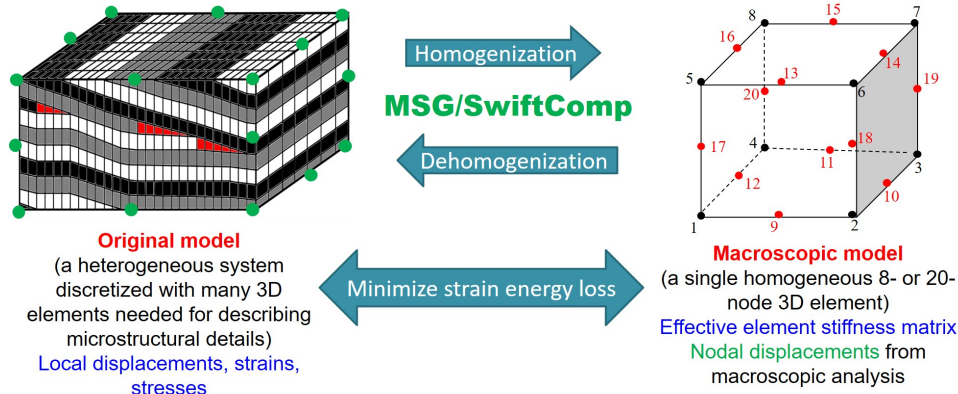 Homogenization
MSG/SwiftComp
Dehomogenization
8
15
7
16
14
5
13
6
19
20
17
4
18
11
3
12
10
1
9
2
Original model
(a heterogeneous system
discretized with many 3D
elements needed for describing
microstructural details)
Local displacements, strains,
stresses
Minimize strain energy loss
Macroscopic model
(a single homogeneous 8- or 20-
node 3D element)
Effective element stiffness matrix
Nodal displacements from
macroscopic analysis